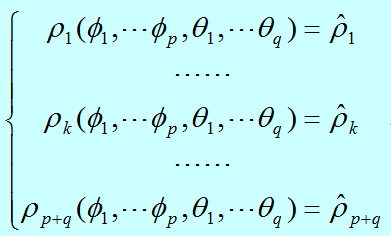 ρ₁(ϕ₁,⋯ϕₚ,θ₁,⋯θ_q) = ρ̂₁
⋯⋯
ρₖ(ϕ₁,⋯ϕₚ,θ₁,⋯θ_q) = ρ̂ₖ
⋯⋯
ρ_{p+q}(ϕ₁,⋯ϕₚ,θ₁,⋯θ_q) = ρ̂_{p+q}